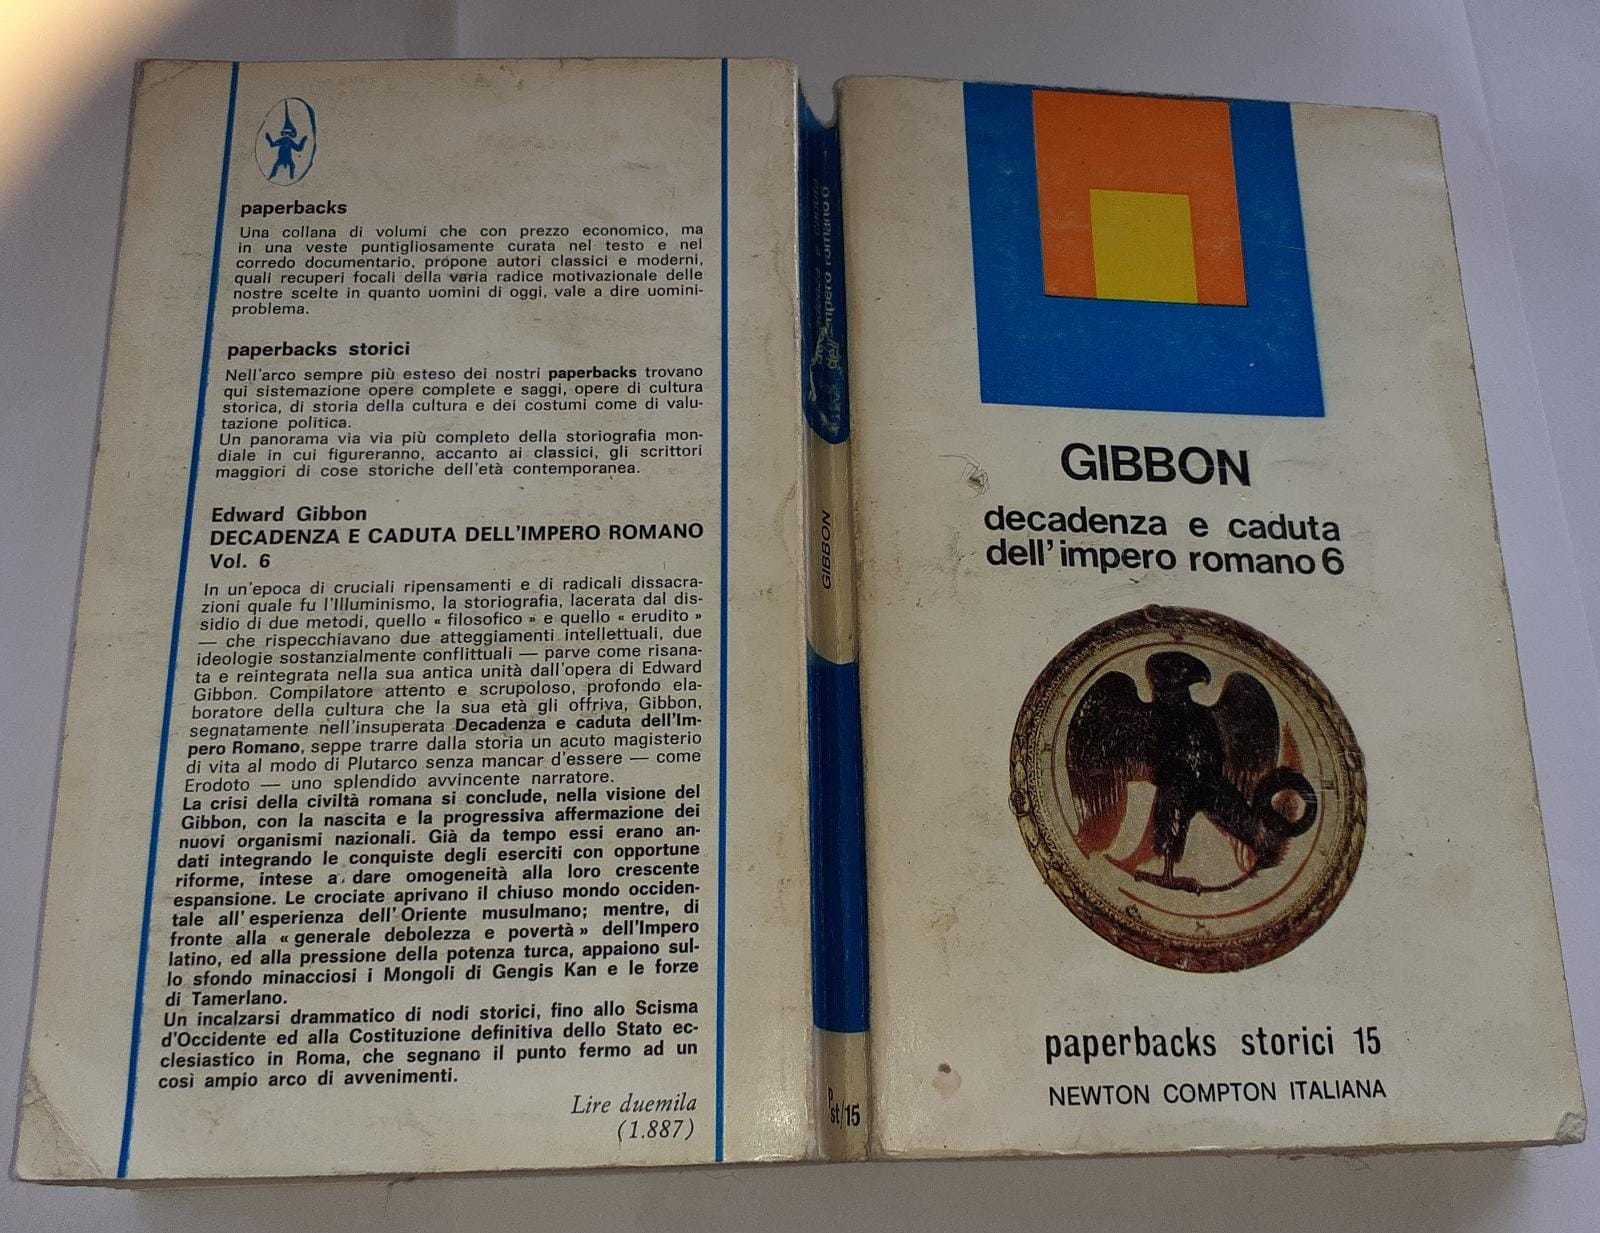 paperbacks
Una collana di volumi che con prezzo economico, ma
in una veste puntigliosamente curata nel testo e nel
corredo documentario, propone autori classici e moderni,
quali recuperi focali della varia radice motivazionale delle
nostre scelte in quanto uomini di oggi, vale a dire uomini-
problema.
paperbacks storici
Nell'arco sempre più esteso dei nostri paperbacks trovano
qui sistemazione opere complete e saggi, opere di cultura
storica, di storia della cultura e dei costumi come di valu-
tazione politica.
Un panorama via via più completo della storiografia mon-
diale in cui figureranno, accanto ai classici, gli scrittori
maggiori di cose storiche dell'età contemporanea.
Edward Gibbon
DECADENZA E CADUTA DELL'IMPERO ROMANO
Vol. 6
In un'epoca di cruciali ripensamenti e di radicali dissacra-
zioni quale fu l'Illuminismo, la storiografia, lacerata dal dis-
sidio di due metodi, quello « filosofico » e quello « erudito »
— che rispecchiavano due atteggiamenti intellettuali, due
ideologie sostanzialmente conflittuali — parve come risana-
ta e reintegrata nella sua antica unità dall'opera di Edward
Gibbon. Compilatore attento e scrupoloso, profondo ela-
boratore della cultura che la sua età gli offriva, Gibbon,
segnatamente nell'insuperata Decadenza e caduta dell'Im-
pero Romano, seppe trarre dalla storia un acuto magisterio
di vita al modo di Plutarco senza mancar d'essere — come
Erodoto — uno splendido avvincente narratore.
La crisi della civiltà romana si conclude, nella visione del
Gibbon, con la nascita e la progressiva affermazione dei
nuovi organismi nazionali. Già da tempo essi erano an-
dati integrando le conquiste degli eserciti con opportune
riforme, intese a dare omogeneità alla loro crescente
espansione. Le crociate aprivano il chiuso mondo occiden-
tale all'esperienza dell'Oriente musulmano; mentre, di
fronte alla « generale debolezza e povertà » dell'Impero
latino, ed alla pressione della potenza turca, appaiono sul-
lo sfondo minacciosi i Mongoli di Gengis Kan e le forze
di Tamerlano.
Un incalzarsi drammatico di nodi storici, fino allo Scisma
d'Occidente ed alla Costituzione definitiva dello Stato ec-
clesiastico in Roma, che segnano il punto fermo ad un
così ampio arco di avvenimenti.
Lire duemila
(1.887)
dell'impero romano 6
GIBBON
P
st/15
GIBBON
decadenza e caduta
dell'impero romano 6
paperbacks storici 15
NEWTON COMPTON ITALIANA